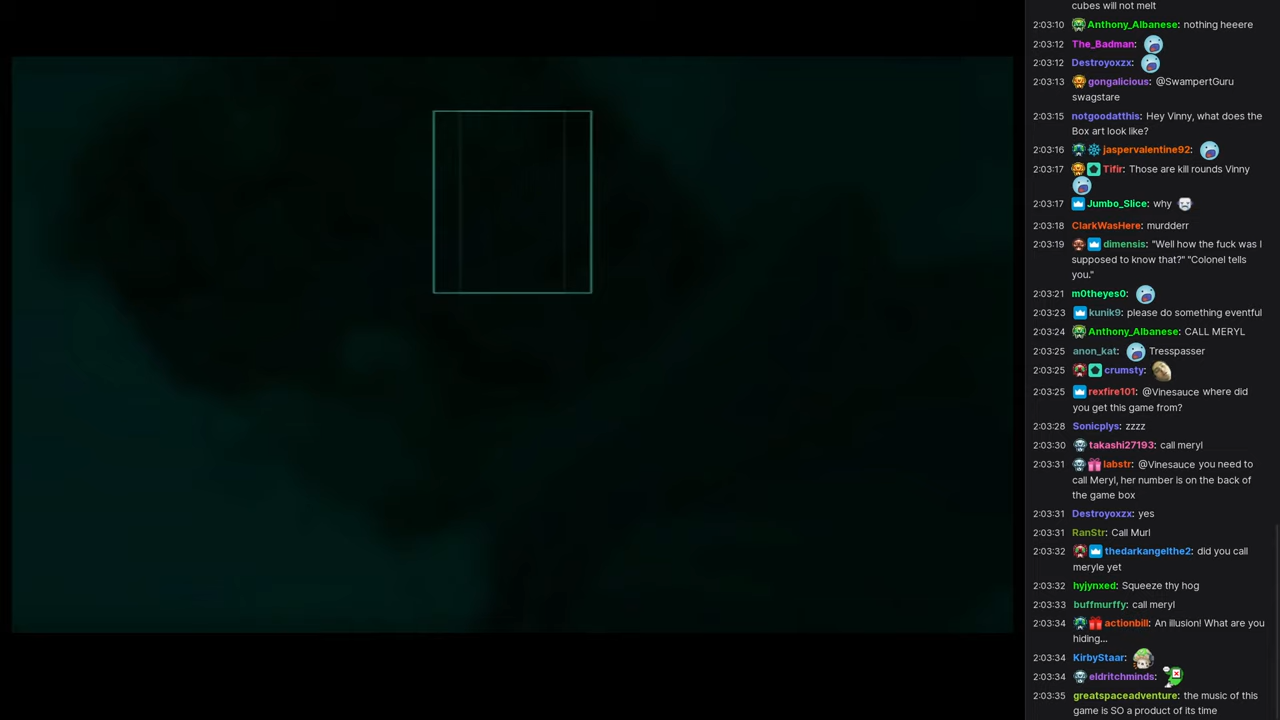 cubes will not melt
2:03:10 Anthony_Albanese: nothing heeere
2:03:12 The_Badman:
2:03:12 Destroyoxzx:
2:03:13 gongalicious: @SwampertGuru
swagstare
2:03:15 notgoodatthis: Hey Vinny, what does the
Box art look like?
2:03:16 jaspervalentine92:
2:03:17 Tifir: Those are kill rounds Vinny
2:03:17 Jumbo_Slice: why
2:03:18 ClarkWasHere: murdderr
2:03:19 dimensis: "Well how the fuck was I
supposed to know that?" "Colonel tells
you."
2:03:21 m0theyes0:
2:03:23 kunik9: please do something eventful
2:03:24 Anthony_Albanese: CALL MERYL
2:03:25 anon_kat: Tresspasser
2:03:25 crumsty:
2:03:25 rexfire101: @Vinesauce where did
you get this game from?
2:03:28 Sonicplys: zzzz
2:03:30 takashi27193: call meryl
2:03:31 labstr: @Vinesauce you need to
call Meryl, her number is on the back of
the game box
2:03:31 Destroyoxzx: yes
2:03:31 RanStr: Call Murl
2:03:32 thedarkangelthe2: did you call
meryle yet
2:03:32 hyjynxed: Squeeze thy hog
2:03:33 buffmurffy: call meryl
2:03:34 actionbill: An illusion! What are you
hiding...
2:03:34 KirbyStaar:
2:03:34 eldritchminds:
2:03:35 greatspaceadventure: the music of this
game is SO a product of its time